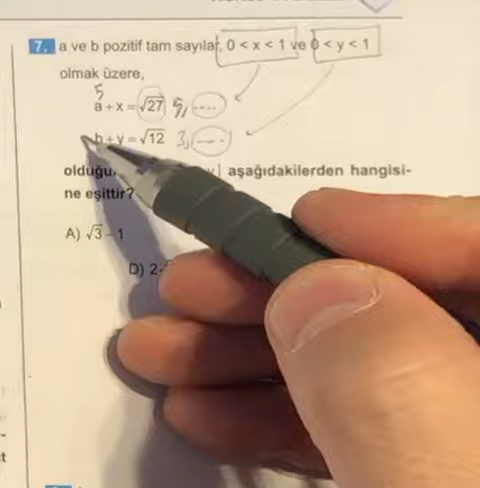 7. a ve b pozitif tam sayılar, 0 < x < 1 ve 0 < y < 1
olmak üzere,
5
a + x = √27 5, ....
b + y = √12 3, ....
aşağıdakilerden hangisi-
ne eşittir?
A) √3 - 1
D) 2